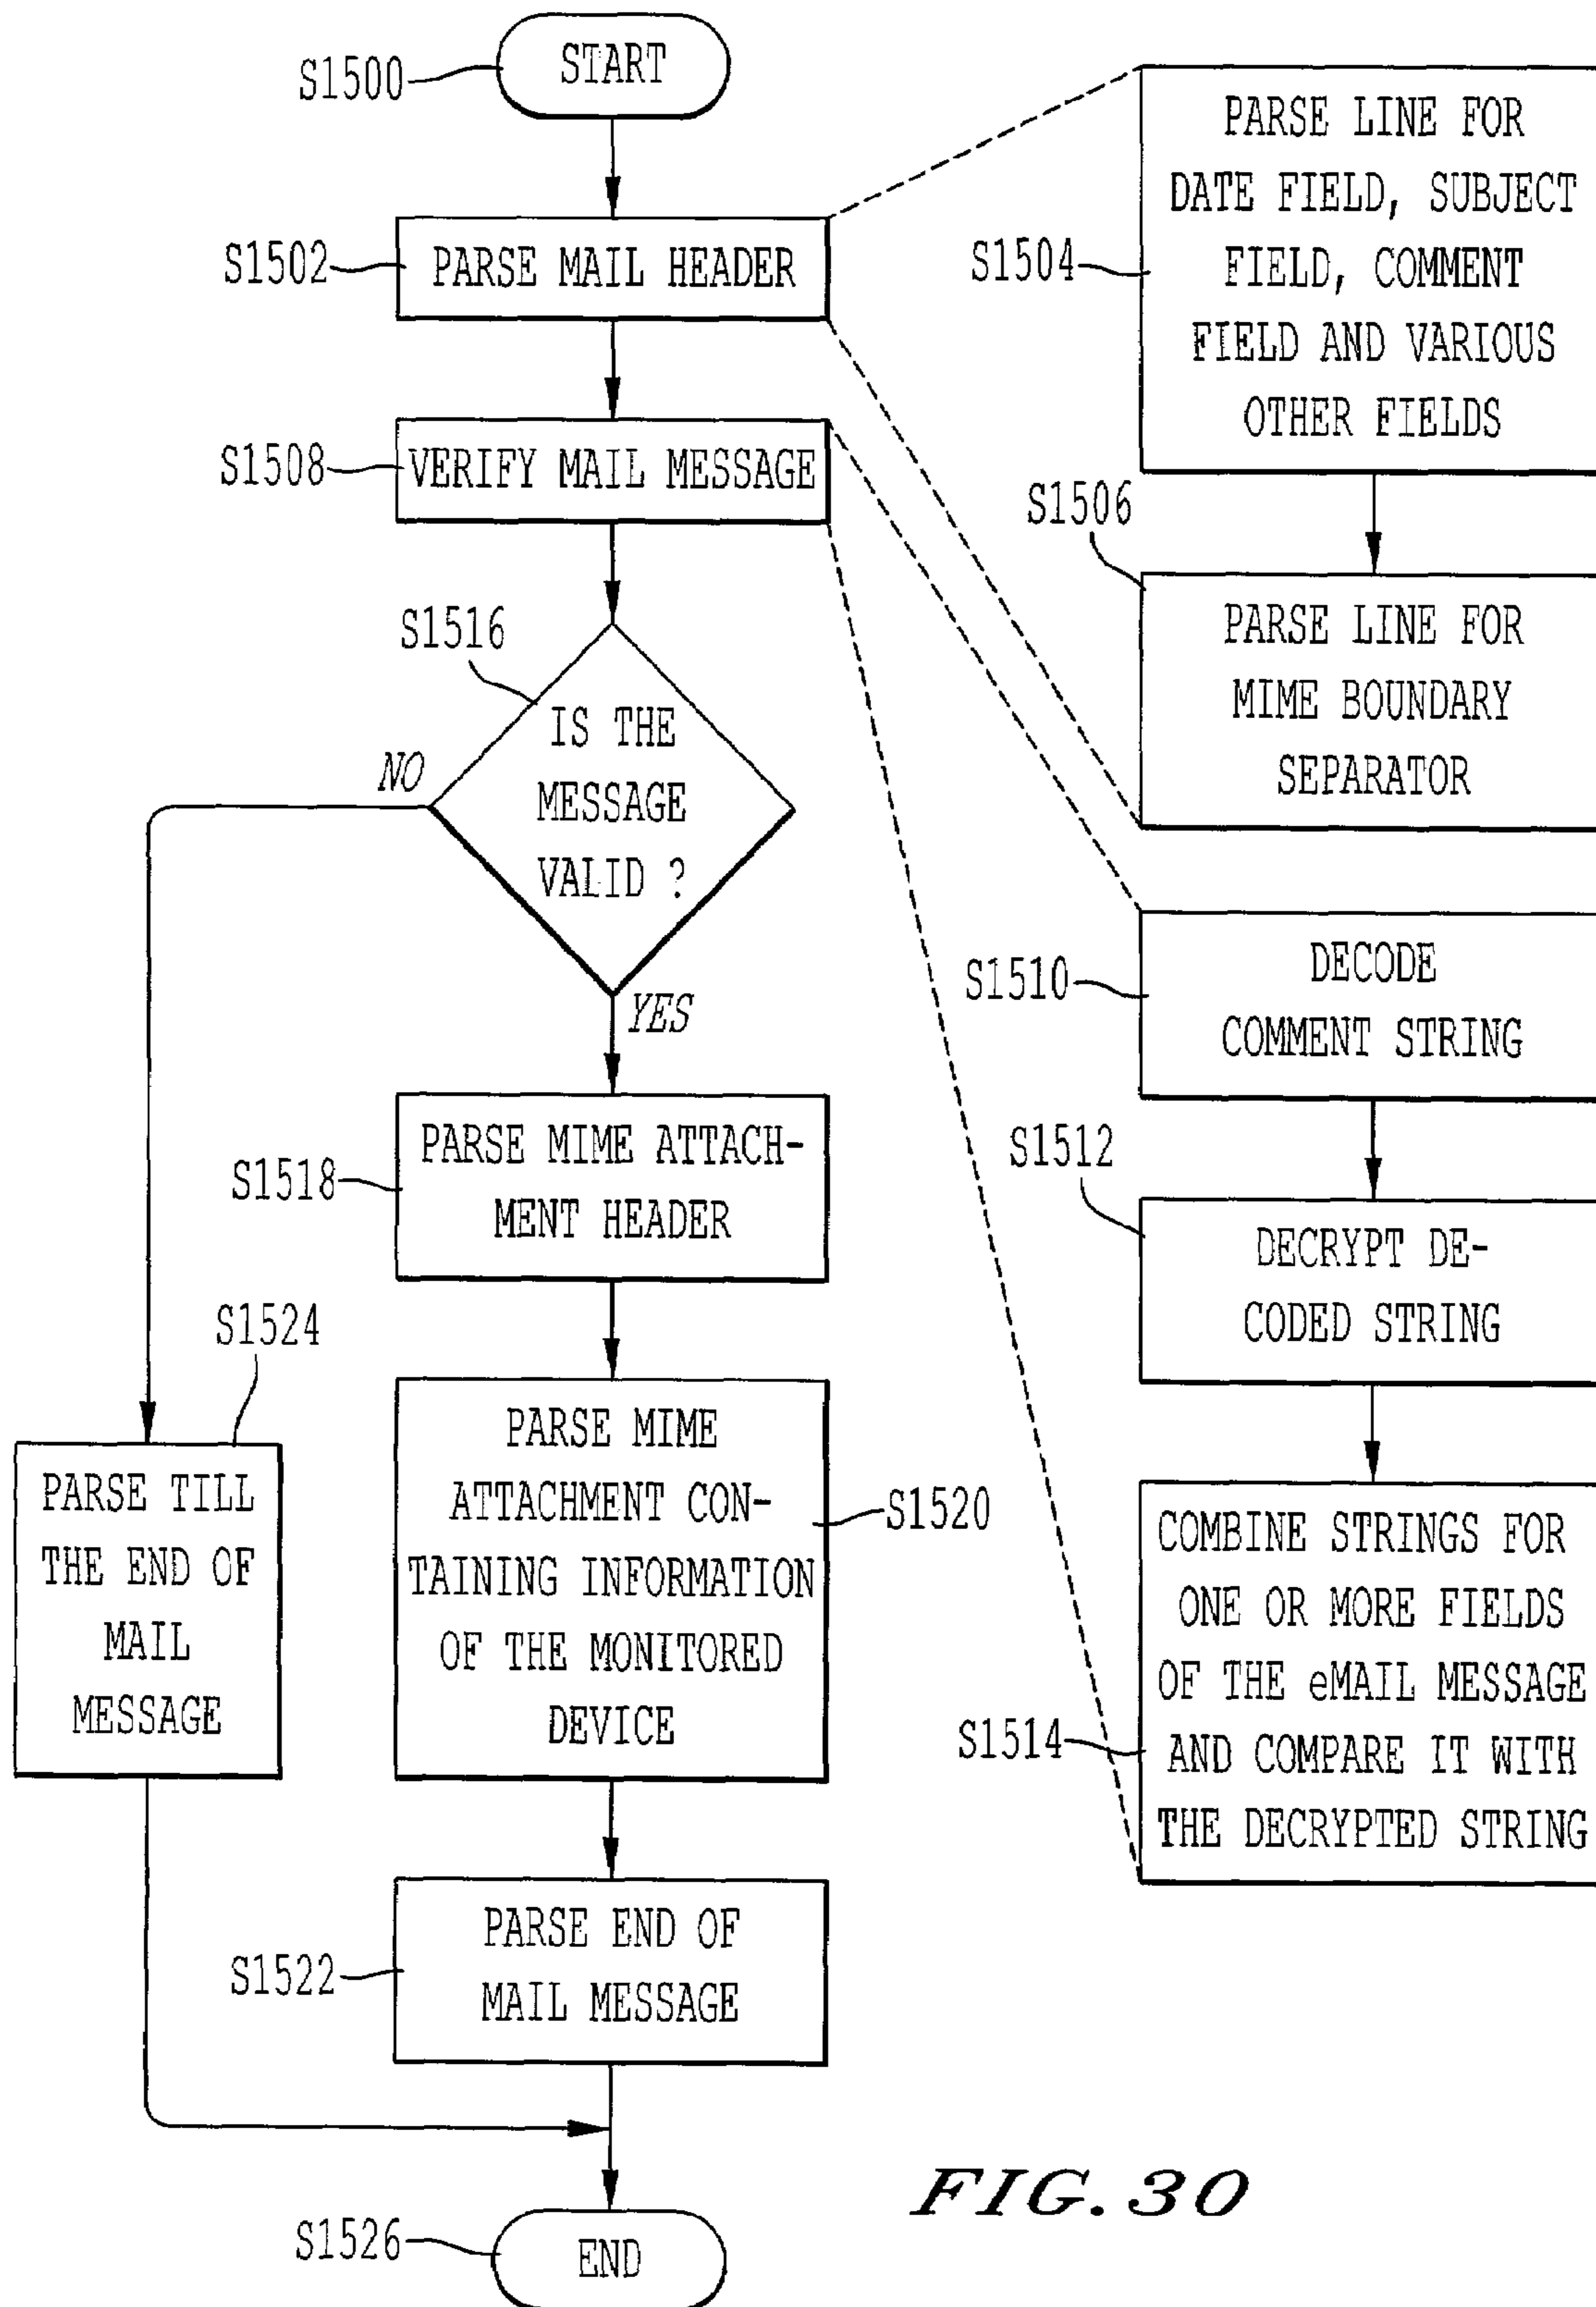 S1500
START
S1502
PARSE MAIL HEADER
S1508
VERIFY MAIL MESSAGE
S1516
IS THE
MESSAGE
VALID ?
NO
YES
S1518
PARSE MIME ATTACH-
MENT HEADER
S1524
PARSE TILL
THE END OF
MAIL
MESSAGE
PARSE MIME
ATTACHMENT CON-
TAINING INFORMATION
OF THE MONITORED
DEVICE
S1520
S1522
PARSE END OF
MAIL MESSAGE
S1526
END
S1504
PARSE LINE FOR
DATE FIELD, SUBJECT
FIELD, COMMENT
FIELD AND VARIOUS
OTHER FIELDS
S1506
PARSE LINE FOR
MIME BOUNDARY
SEPARATOR
S1510
DECODE
COMMENT STRING
S1512
DECRYPT DE-
CODED STRING
S1514
COMBINE STRINGS FOR
ONE OR MORE FIELDS
OF THE eMAIL MESSAGE
AND COMPARE IT WITH
THE DECRYPTED STRING
FIG. 30